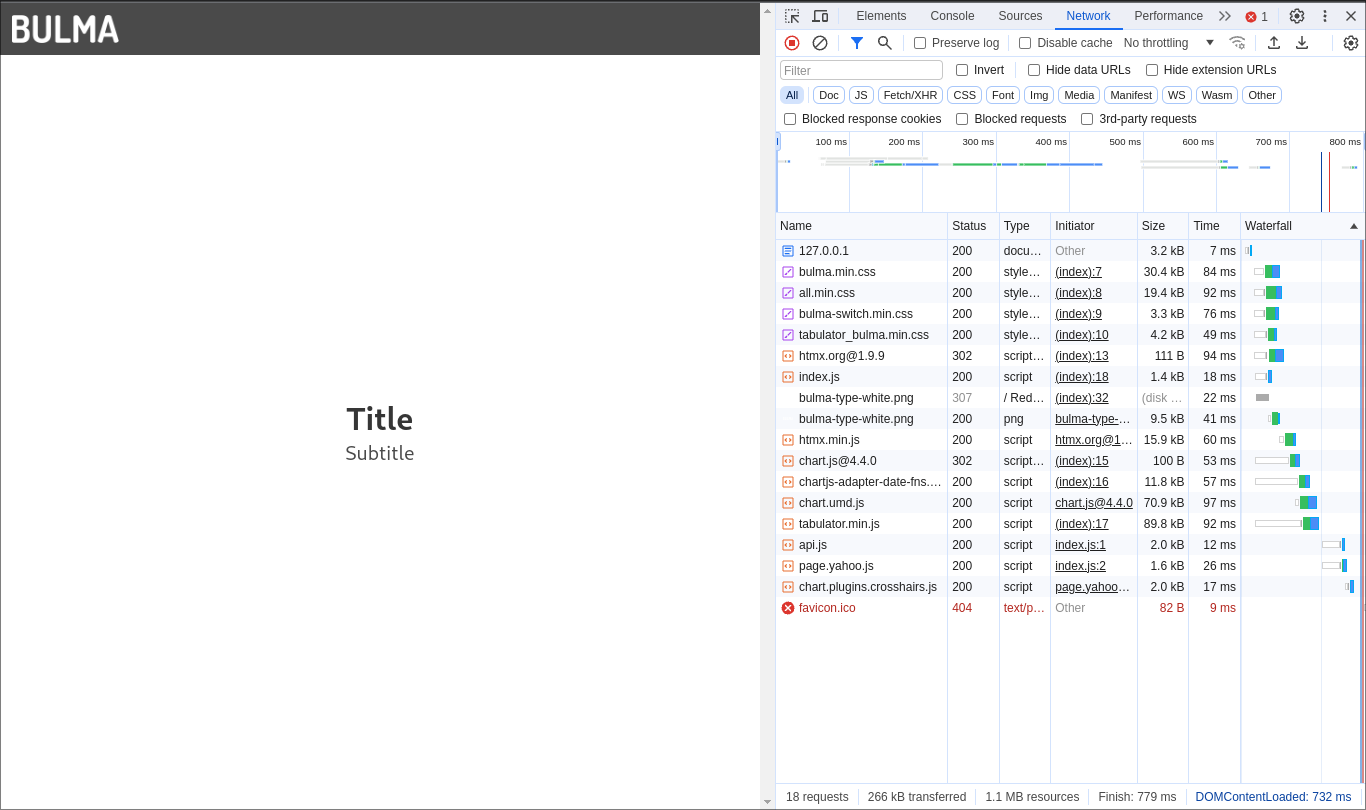 BULMA
Title
Subtitle
Elements Console Sources Network Performance 1
Preserve log Disable cache No throttling
Filter Invert Hide data URLs Hide extension URLs
All Doc JS Fetch/XHR CSS Font Img Media Manifest WS Wasm Other
Blocked response cookies Blocked requests 3rd-party requests
100 ms 200 ms 300 ms 400 ms 500 ms 600 ms 700 ms 800 ms
Name Status Type Initiator Size Time Waterfall
127.0.0.1 200 docu… Other 3.2 kB 7 ms
bulma.min.css 200 style… (index):7 30.4 kB 84 ms
all.min.css 200 style… (index):8 19.4 kB 92 ms
bulma-switch.min.css 200 style… (index):9 3.3 kB 76 ms
tabulator_bulma.min.css 200 style… (index):10 4.2 kB 49 ms
htmx.org@1.9.9 302 script… (index):13 111 B 94 ms
index.js 200 script (index):18 1.4 kB 18 ms
bulma-type-white.png 307 / Red… (index):32 (disk … 22 ms
bulma-type-white.png 200 png bulma-type-… 9.5 kB 41 ms
htmx.min.js 200 script htmx.org@1… 15.9 kB 60 ms
chart.js@4.4.0 302 script… (index):15 100 B 53 ms
chartjs-adapter-date-fns.… 200 script (index):16 11.8 kB 57 ms
chart.umd.js 200 script chart.js@4.4.0 70.9 kB 97 ms
tabulator.min.js 200 script (index):17 89.8 kB 92 ms
api.js 200 script index.js:1 2.0 kB 12 ms
page.yahoo.js 200 script index.js:2 1.6 kB 26 ms
chart.plugins.crosshairs.js 200 script page.yahoo… 2.0 kB 17 ms
favicon.ico 404 text/p… Other 82 B 9 ms
18 requests 266 kB transferred 1.1 MB resources Finish: 779 ms DOMContentLoaded: 732 ms